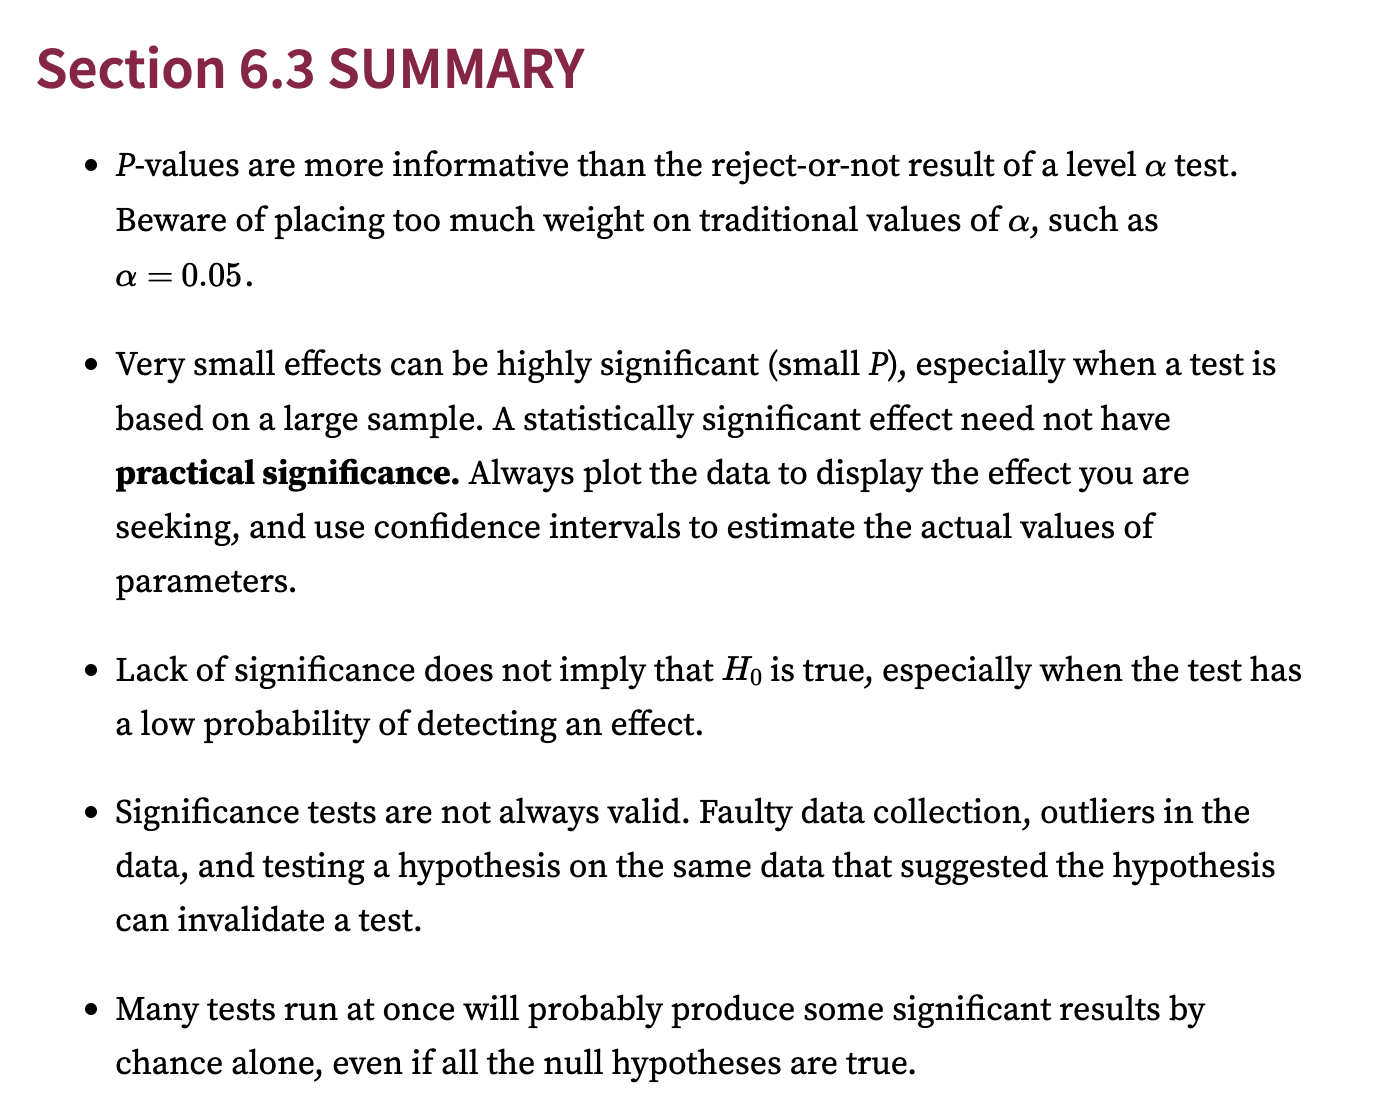 Section 6.3 SUMMARY
• P-values are more informative than the reject-or-not result of a level α test.
Beware of placing too much weight on traditional values of α, such as
α = 0.05.
• Very small effects can be highly significant (small P), especially when a test is
based on a large sample. A statistically significant effect need not have
practical significance. Always plot the data to display the effect you are
seeking, and use confidence intervals to estimate the actual values of
parameters.
• Lack of significance does not imply that H₀ is true, especially when the test has
a low probability of detecting an effect.
• Significance tests are not always valid. Faulty data collection, outliers in the
data, and testing a hypothesis on the same data that suggested the hypothesis
can invalidate a test.
• Many tests run at once will probably produce some significant results by
chance alone, even if all the null hypotheses are true.